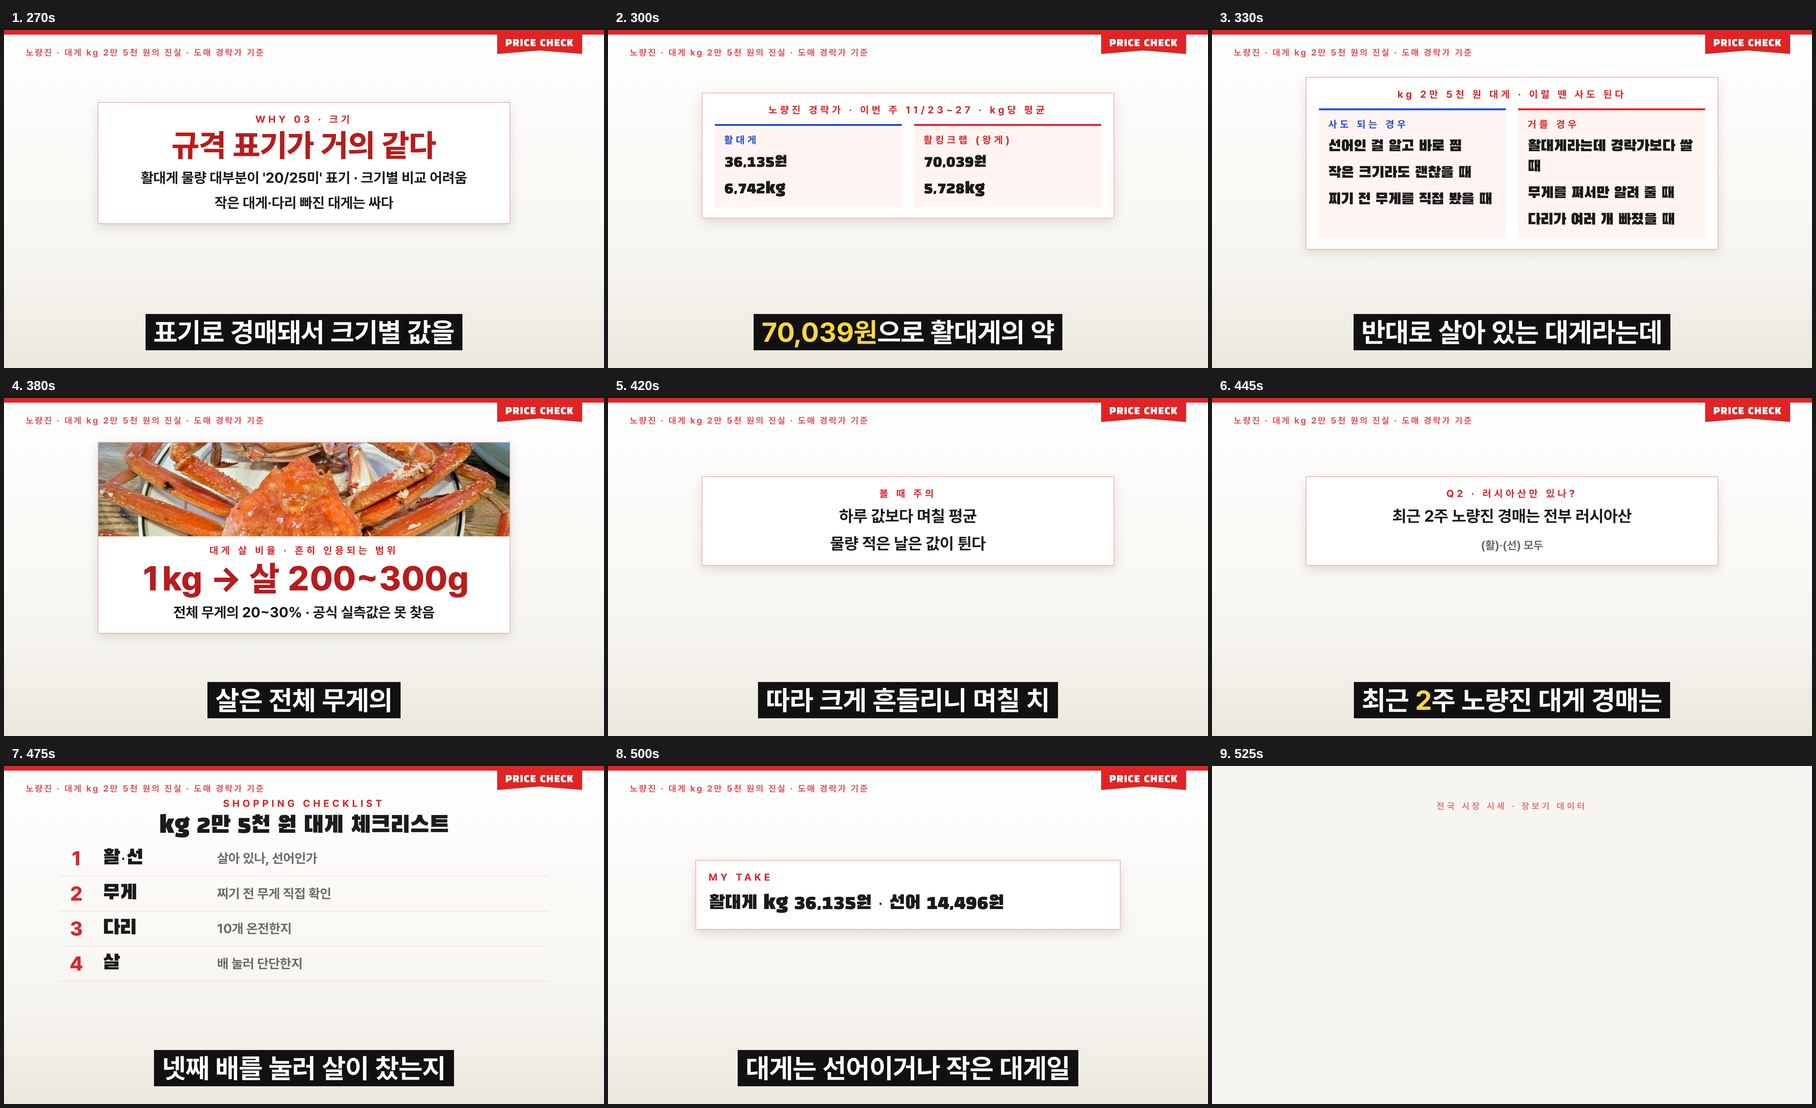 1. 270s
노량진 · 대게 kg 2만 5천 원의 진실 · 도매 경락가 기준
PRICE CHECK
WHY 03 · 크기
규격 표기가 거의 같다
활대게 물량 대부분이 '20/25미' 표기 · 크기별 비교 어려움
작은 대게·다리 빠진 대게는 싸다
표기로 경매돼서 크기별 값을
2. 300s
노량진 · 대게 kg 2만 5천 원의 진실 · 도매 경락가 기준
PRICE CHECK
노량진 경락가 · 이번 주 11/23~27 · kg당 평균
활대게
36,135원
6,742kg
활킹크랩 (왕게)
70,039원
5,728kg
70,039원으로 활대게의 약
3. 330s
노량진 · 대게 kg 2만 5천 원의 진실 · 도매 경락가 기준
PRICE CHECK
kg 2만 5천 원 대게 · 이럴 땐 사도 된다
사도 되는 경우
선어인 걸 알고 바로 찜
작은 크기라도 괜찮을 때
찌기 전 무게를 직접 봤을 때
거를 경우
활대게라는데 경락가보다 쌀
때
무게를 쪄서만 알려 줄 때
다리가 여러 개 빠졌을 때
반대로 살아 있는 대게라는데
4. 380s
노량진 · 대게 kg 2만 5천 원의 진실 · 도매 경락가 기준
PRICE CHECK
대게 살 비율 · 흔히 인용되는 범위
1kg → 살 200~300g
전체 무게의 20~30% · 공식 실측값은 못 찾음
살은 전체 무게의
5. 420s
노량진 · 대게 kg 2만 5천 원의 진실 · 도매 경락가 기준
PRICE CHECK
볼 때 주의
하루 값보다 며칠 평균
물량 적은 날은 값이 튄다
따라 크게 흔들리니 며칠 치
6. 445s
노량진 · 대게 kg 2만 5천 원의 진실 · 도매 경락가 기준
PRICE CHECK
Q2 · 러시아산만 있나?
최근 2주 노량진 경매는 전부 러시아산
(활)·(선) 모두
최근 2주 노량진 대게 경매는
7. 475s
노량진 · 대게 kg 2만 5천 원의 진실 · 도매 경락가 기준
PRICE CHECK
SHOPPING CHECKLIST
kg 2만 5천 원 대게 체크리스트
1 활·선 살아 있나, 선어인가
2 무게 찌기 전 무게 직접 확인
3 다리 10개 온전한지
4 살 배 눌러 단단한지
넷째 배를 눌러 살이 찼는지
8. 500s
노량진 · 대게 kg 2만 5천 원의 진실 · 도매 경락가 기준
PRICE CHECK
MY TAKE
활대게 kg 36,135원 · 선어 14,496원
대게는 선어이거나 작은 대게일
9. 525s
전국 시장 시세 · 장보기 데이터